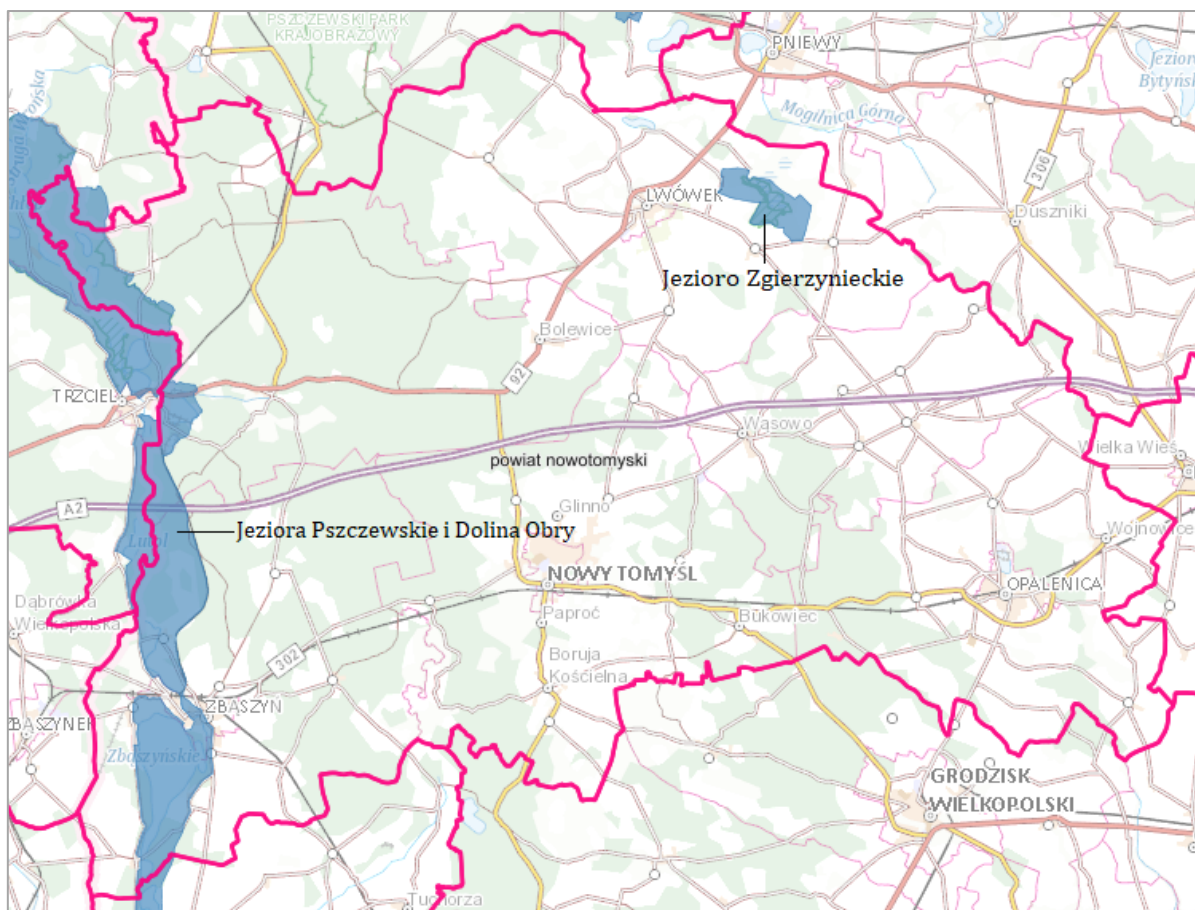 PSZCZEWSKI PARK
KRAJOBRAZOWY
PNIEWY
Jezioro
Bytyńsk
Mogilnica Górna
306
LWÓWEK
Duszniki
Jezioro Zgierzynieckie
Bolewice
92
TRZCIEL
Wąsowo
Wielka Wieś
powiat nowotomyski
A2
Glinno
Jeziora Pszczewskie i Dolina Obry
Lutol
Wojnowice
NOWY TOMYŚL
OPALENICA
Dąbrówka
Wielkopolska
Paproć
Bukowiec
302
Boruja
Kościelna
ZBĄSZYŃ
ZBĄSZYNEK
Zbąszyńskie
GRODZISK
WIELKOPOLSKI
Tuchorza